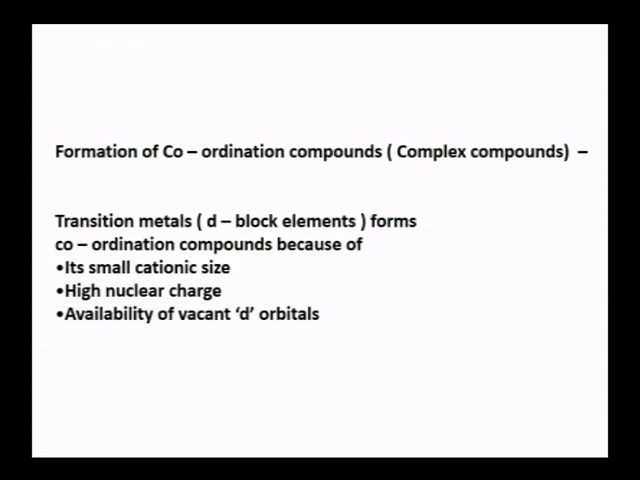 Formation of Co – ordination compounds ( Complex compounds) –
Transition metals ( d – block elements ) forms
co – ordination compounds because of
•Its small cationic size
•High nuclear charge
•Availability of vacant ‘d’ orbitals